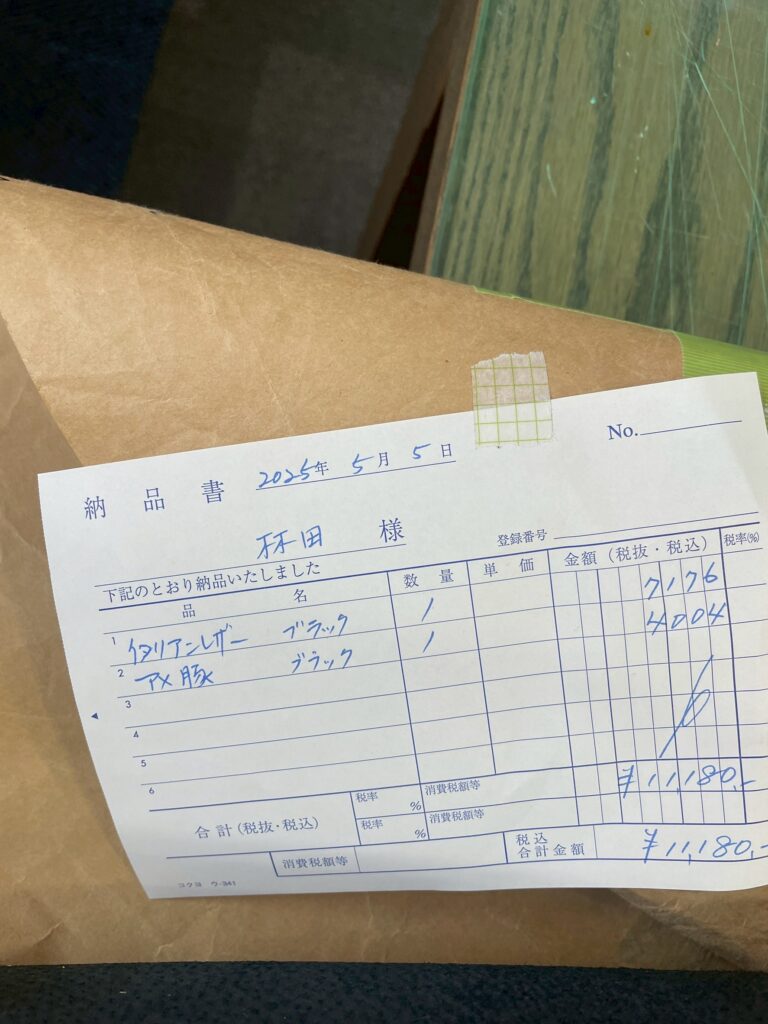 No.
納品書 2025年 5月 5日
林田 様
登録番号
下記のとおり納品いたしました
品名 数量 単価 金額(税抜・税込) 税率(%)
1 イタリアンレザー ブラック 1 7176
2 アメ豚 ブラック 1 4004
3
4
5
6
合計(税抜・税込) 税率 % 消費税額等 ¥11,180,-
税率 % 消費税額等
消費税額等 税込合計金額 ¥11,180,-
コクヨ ウ-341